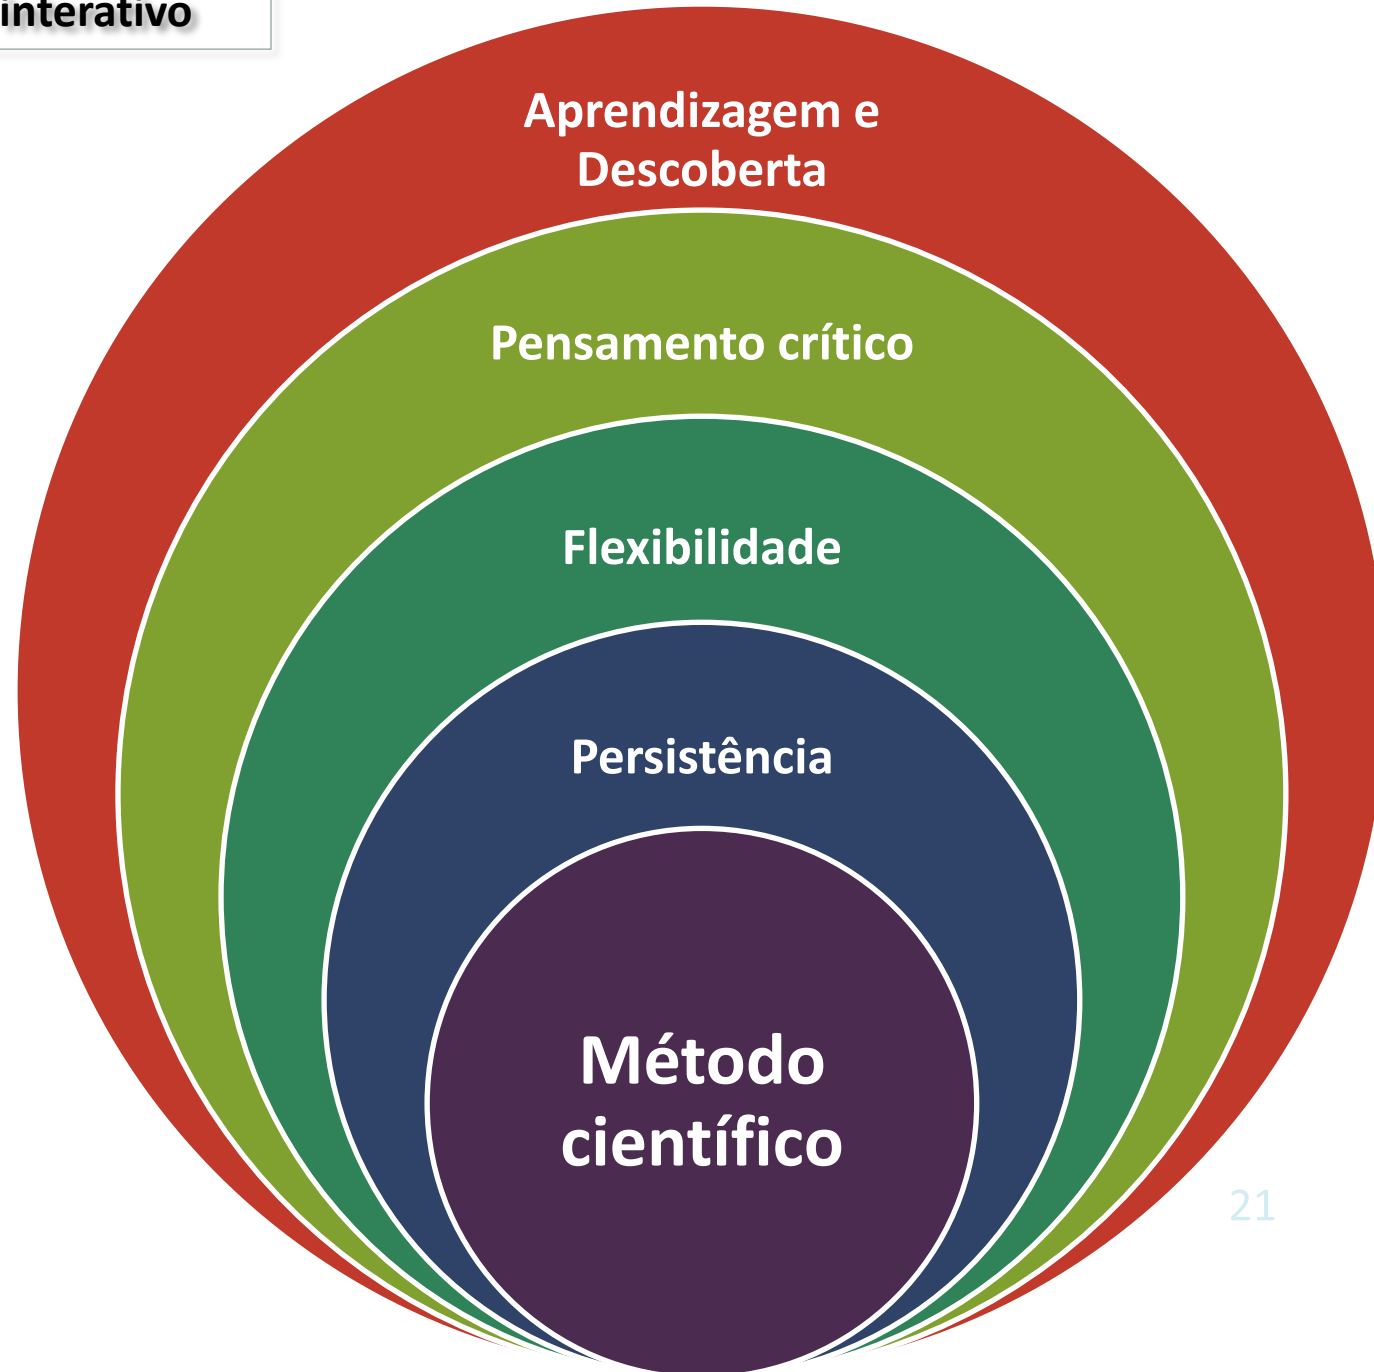 interativo
Aprendizagem e
Descoberta
Pensamento crítico
Flexibilidade
Persistência
Método
científico
21